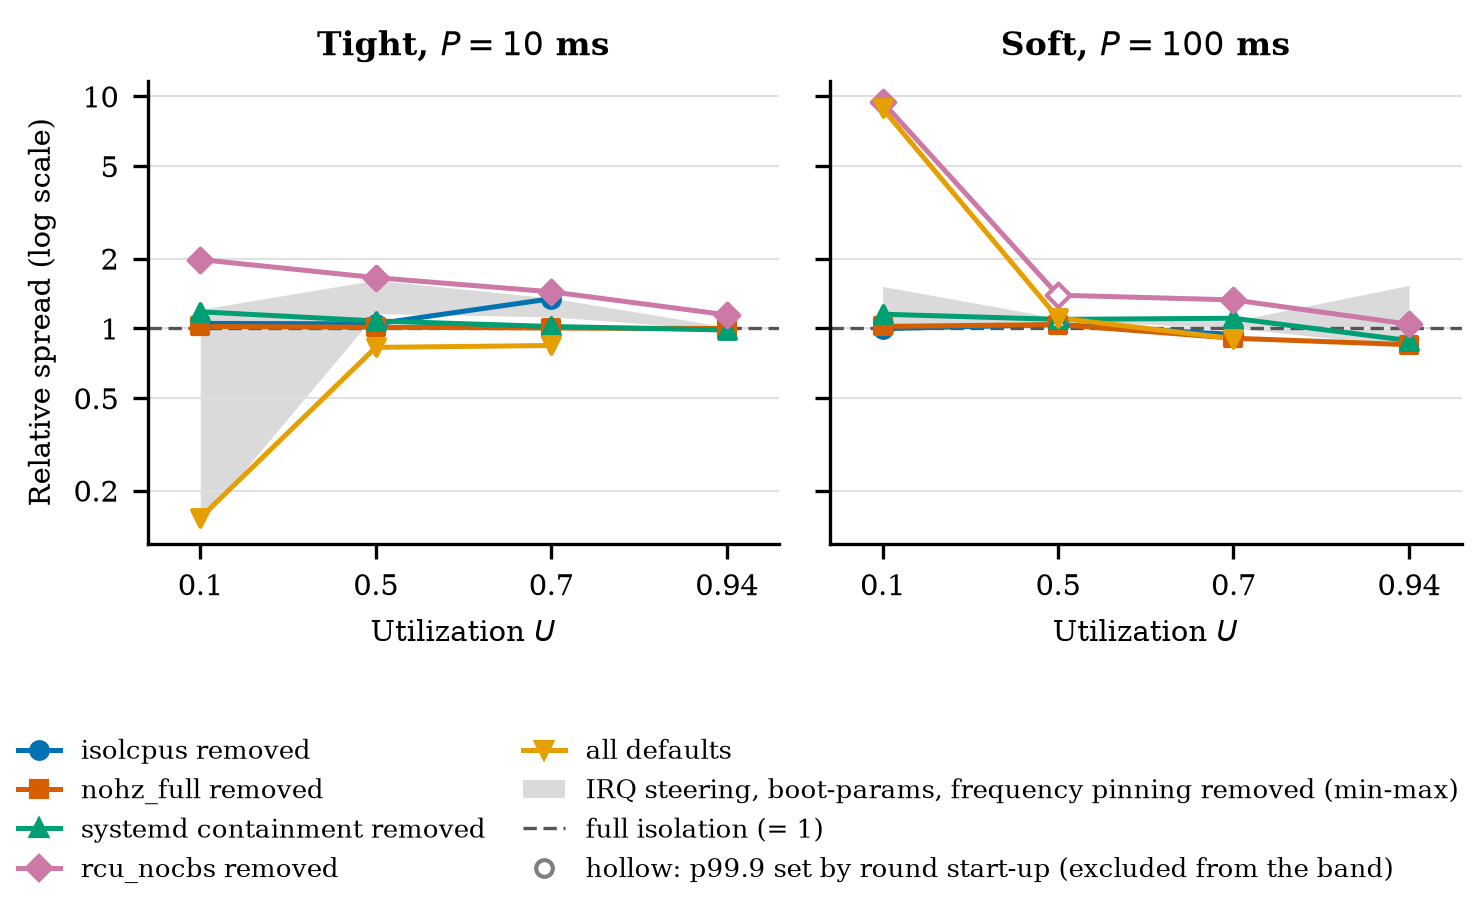 Tight, P = 10 ms
Soft, P = 100 ms
Relative spread (log scale)
10
5
2
1
0.5
0.2
0.1
0.5
0.7
0.94
0.1
0.5
0.7
0.94
Utilization U
Utilization U
isolcpus removed
nohz_full removed
systemd containment removed
rcu_nocbs removed
all defaults
IRQ steering, boot-params, frequency pinning removed (min-max)
full isolation (= 1)
hollow: p99.9 set by round start-up (excluded from the band)